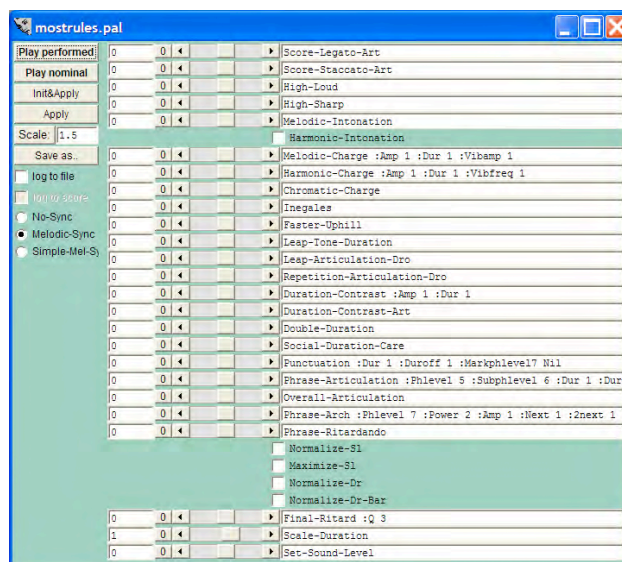 mostrules.pal
Play performed
Play nominal
Init&Apply
Apply
Scale: 1.5
Save as..
log to file
log to score
No-Sync
Melodic-Sync
Simple-Mel-Sy
0 0 Score-Legato-Art
0 0 Score-Staccato-Art
0 0 High-Loud
0 0 High-Sharp
0 0 Melodic-Intonation
Harmonic-Intonation
0 0 Melodic-Charge :Amp 1 :Dur 1 :Vibamp 1
0 0 Harmonic-Charge :Amp 1 :Dur 1 :Vibfreq 1
0 0 Chromatic-Charge
0 0 Inegales
0 0 Faster-Uphill
0 0 Leap-Tone-Duration
0 0 Leap-Articulation-Dro
0 0 Repetition-Articulation-Dro
0 0 Duration-Contrast :Amp 1 :Dur 1
0 0 Duration-Contrast-Art
0 0 Double-Duration
0 0 Social-Duration-Care
0 0 Punctuation :Dur 1 :Duroff 1 :Markphlevel7 Nil
0 0 Phrase-Articulation :Phlevel 5 :Subphlevel 6 :Dur 1 :Dur
0 0 Overall-Articulation
0 0 Phrase-Arch :Phlevel 7 :Power 2 :Amp 1 :Next 1 :2next 1
0 0 Phrase-Ritardando
Normalize-Sl
Maximize-Sl
Normalize-Dr
Normalize-Dr-Bar
0 0 Final-Ritard :Q 3
1 0 Scale-Duration
0 0 Set-Sound-Level